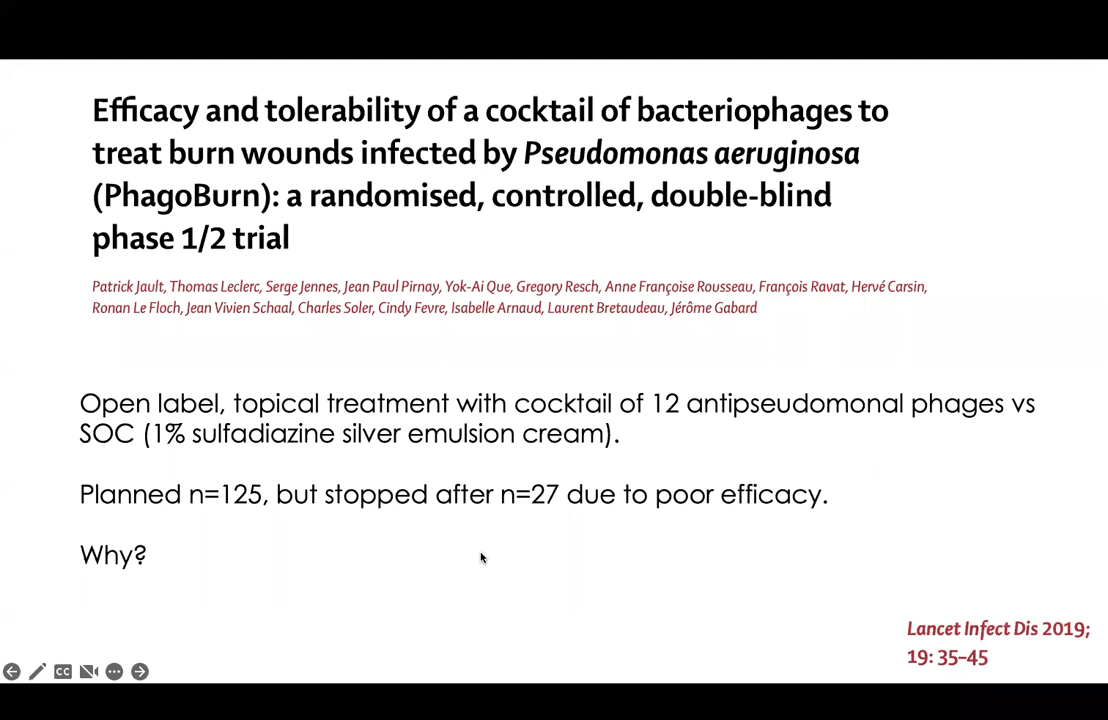 Efficacy and tolerability of a cocktail of bacteriophages to
treat burn wounds infected by Pseudomonas aeruginosa
(PhagoBurn): a randomised, controlled, double-blind
phase 1/2 trial
Patrick Jault, Thomas Leclerc, Serge Jennes, Jean Paul Pirnay, Yok-Ai Que, Gregory Resch, Anne Françoise Rousseau, François Ravat, Hervé Carsin,
Ronan Le Floch, Jean Vivien Schaal, Charles Soler, Cindy Fevre, Isabelle Arnaud, Laurent Bretaudeau, Jérôme Gabard
Open label, topical treatment with cocktail of 12 antipseudomonal phages vs
SOC (1% sulfadiazine silver emulsion cream).
Planned n=125, but stopped after n=27 due to poor efficacy.
Why?
Lancet Infect Dis 2019;
19: 35–45
CC